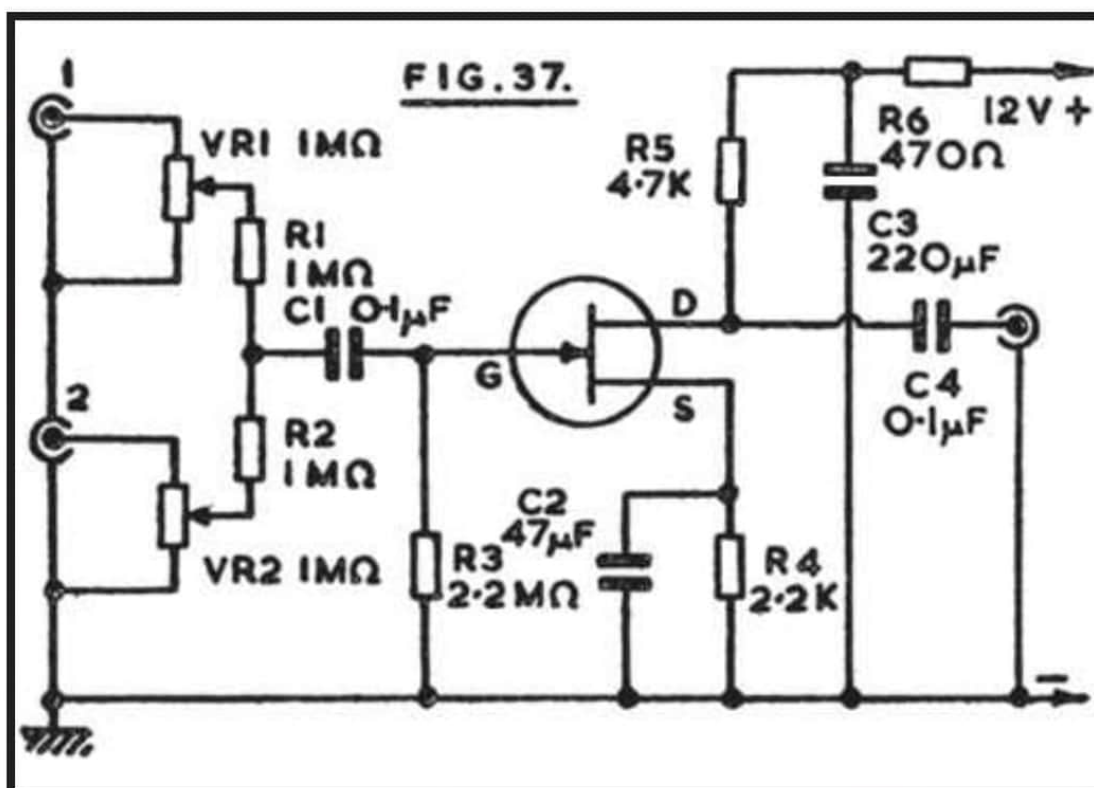 1
FIG. 37.
VR1 1MΩ
R1
1MΩ
C1 0·1µF
2
R2
1MΩ
VR2 1MΩ
R3
2·2MΩ
G
D
S
C2
47µF
R4
2·2K
R5
4·7K
12V +
R6
470Ω
C3
220µF
C4
0·1µF
−